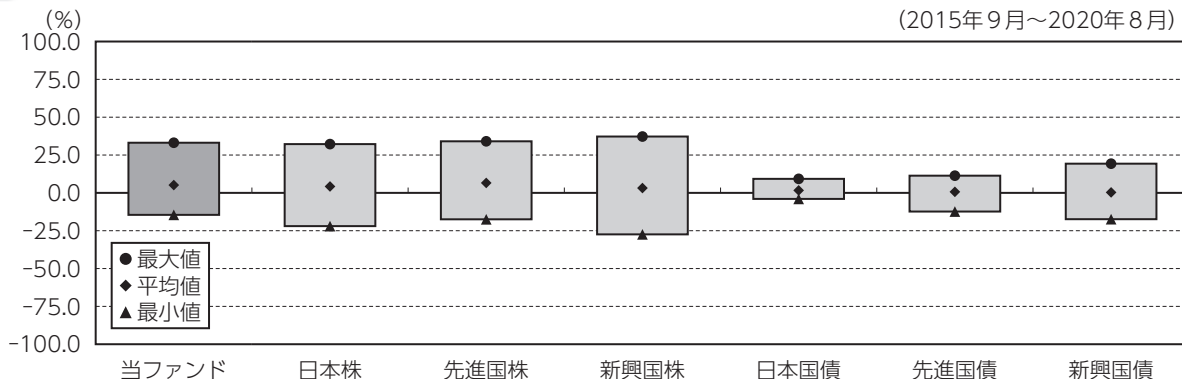 (%)
(2015年9月～2020年8月)
100.0
75.0
50.0
25.0
0.0
-25.0
-50.0
-75.0
-100.0
●最大値
◆平均値
▲最小値
当ファンド 日本株 先進国株 新興国株 日本国債 先進国債 新興国債